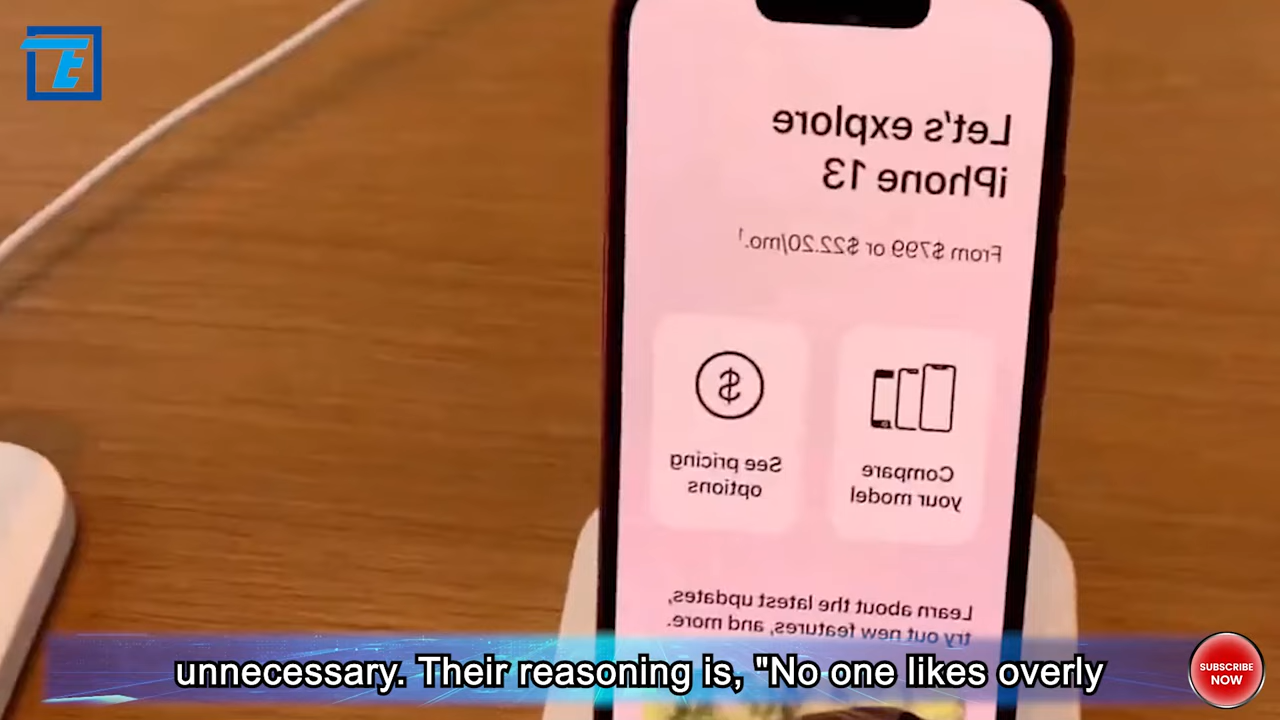 TE
Let's explore
iPhone 13
From $799 or $22.20/mo.¹
Compare
your model
$
See pricing
options
Learn about the latest updates,
try out new features, and more.
unnecessary. Their reasoning is, "No one likes overly
SUBSCRIBE
NOW